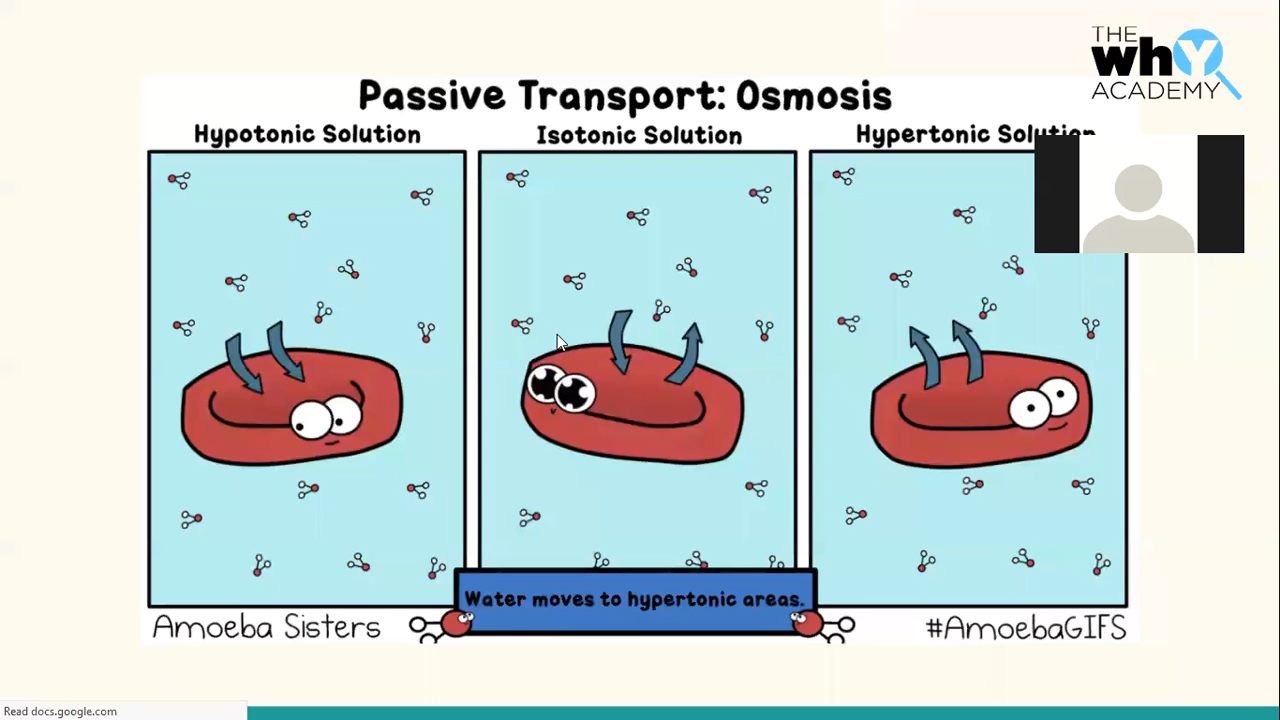 THE
whY
ACADEMY
Passive Transport: Osmosis
Hypotonic Solution
Isotonic Solution
Hypertonic Solution
Water moves to hypertonic areas.
Amoeba Sisters
#AmoebaGIFS
Read docs.google.com